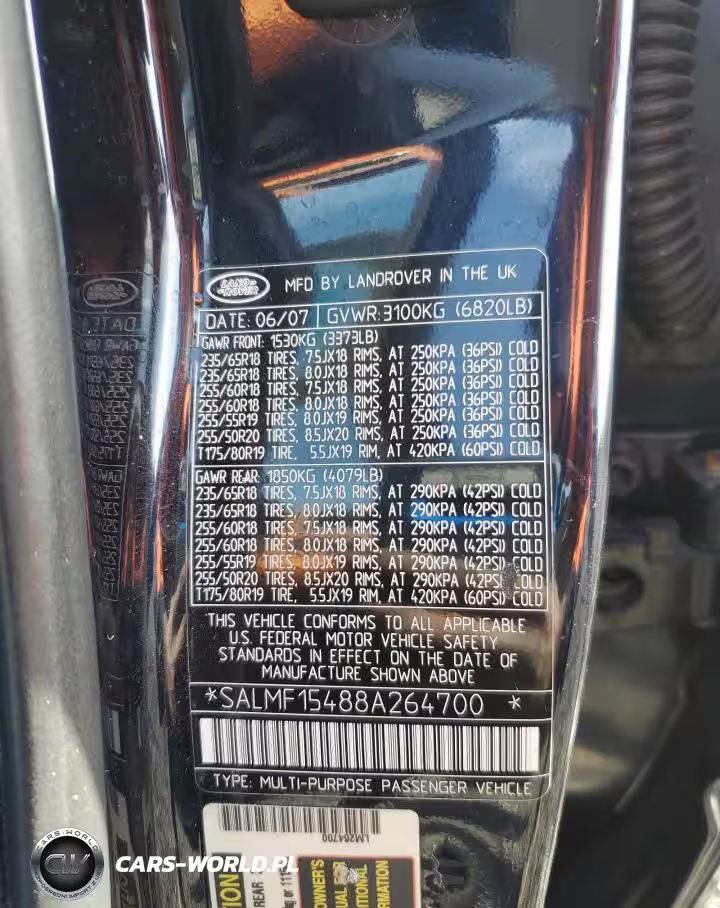 LAND-ROVER MFD BY LANDROVER IN THE UK
DATE: 06/07 GVWR: 3100KG (6820LB)
GAWR FRONT: 1530KG (3373LB)
235/65R18 TIRES, 7.5JX18 RIMS, AT 250KPA (36PSI) COLD
235/65R18 TIRES, 8.0JX18 RIMS, AT 250KPA (36PSI) COLD
255/60R18 TIRES, 7.5JX18 RIMS, AT 250KPA (36PSI) COLD
255/60R18 TIRES, 8.0JX18 RIMS, AT 250KPA (36PSI) COLD
255/55R19 TIRES, 8.0JX19 RIMS, AT 250KPA (36PSI) COLD
255/50R20 TIRES, 8.5JX20 RIMS, AT 250KPA (36PSI) COLD
T175/80R19 TIRE, 5.5JX19 RIM, AT 420KPA (60PSI) COLD
GAWR REAR: 1850KG (4079LB)
235/65R18 TIRES, 7.5JX18 RIMS, AT 290KPA (42PSI) COLD
235/65R18 TIRES, 8.0JX18 RIMS, AT 290KPA (42PSI) COLD
255/60R18 TIRES, 7.5JX18 RIMS, AT 290KPA (42PSI) COLD
255/60R18 TIRES, 8.0JX18 RIMS, AT 290KPA (42PSI) COLD
255/55R19 TIRES, 8.0JX19 RIMS, AT 290KPA (42PSI) COLD
255/50R20 TIRES, 8.5JX20 RIMS, AT 290KPA (42PSI) COLD
T175/80R19 TIRE, 5.5JX19 RIM, AT 420KPA (60PSI) COLD
THIS VEHICLE CONFORMS TO ALL APPLICABLE
U.S. FEDERAL MOTOR VEHICLE SAFETY
STANDARDS IN EFFECT ON THE DATE OF
MANUFACTURE SHOWN ABOVE
*SALMF15488A264700 *
TYPE: MULTI-PURPOSE PASSENGER VEHICLE
LM264700
REAR
OWNER'S
FORMATION
CARS-WORLD
CW
CARS-WORLD.PL